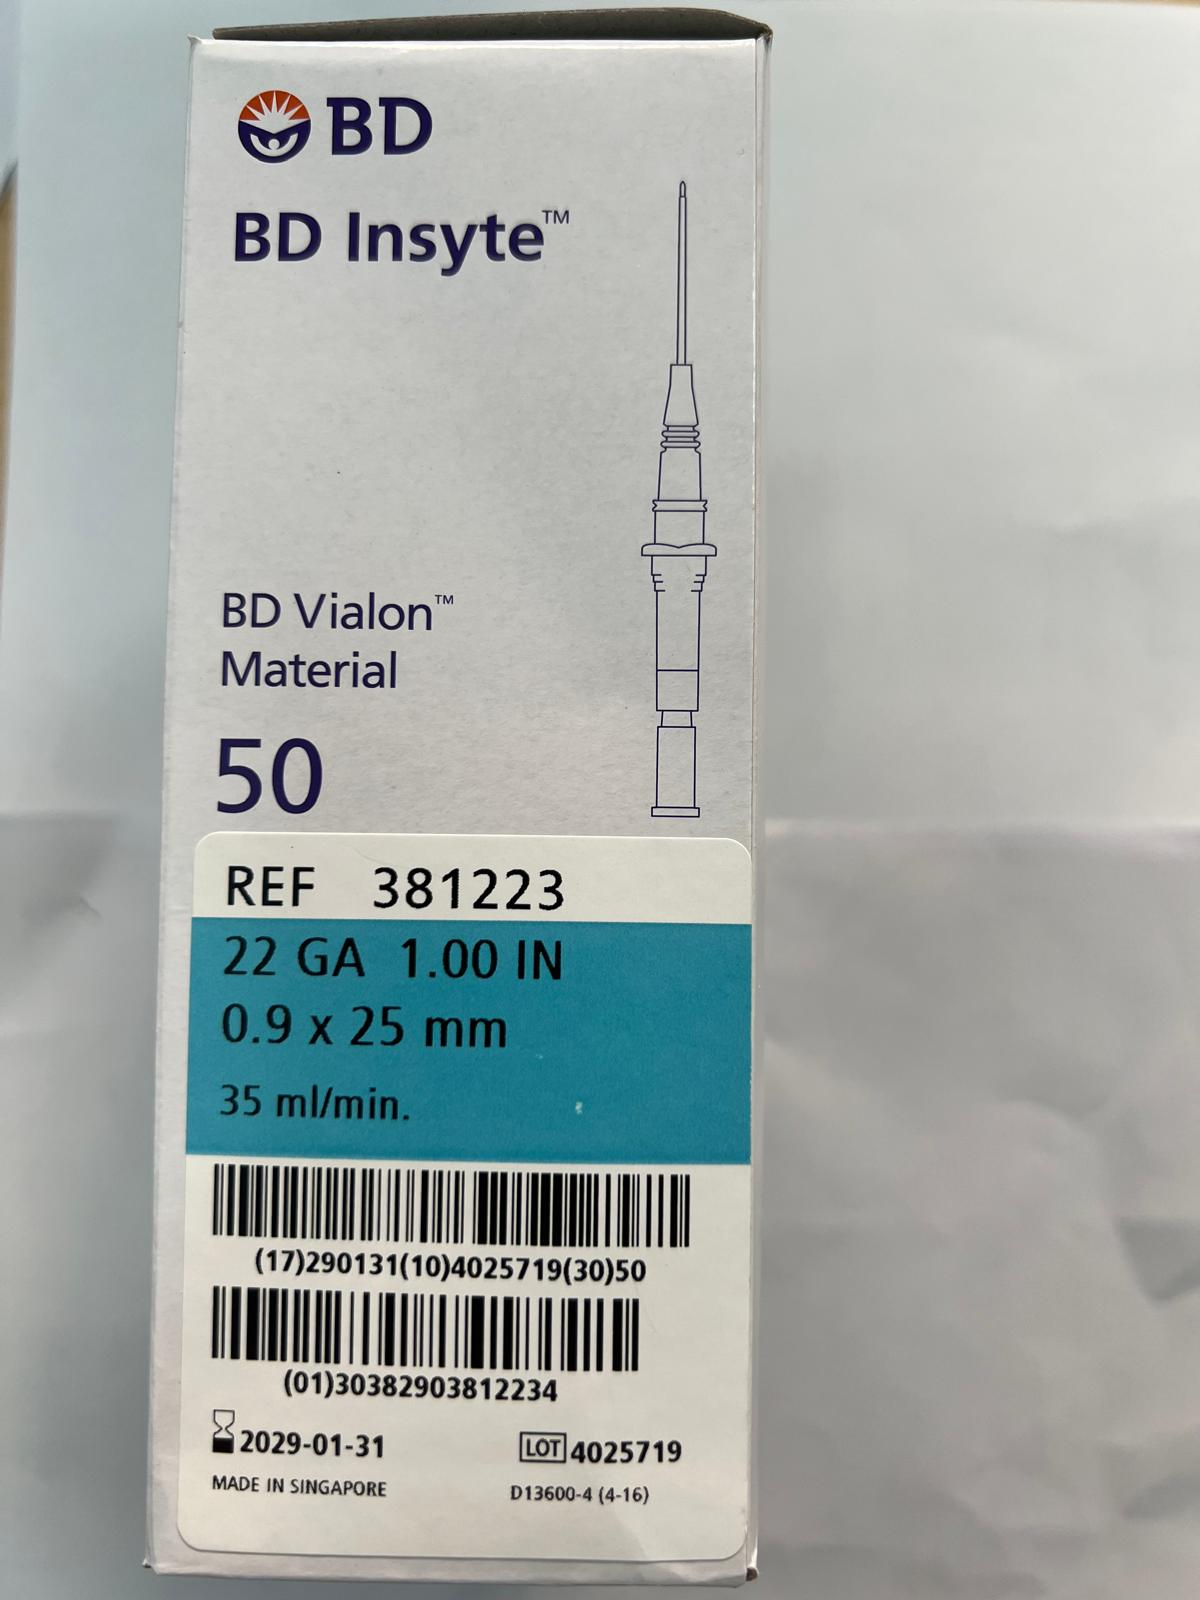 BD
BD Insyte™
BD Vialon™
Material
50
REF 381223
22 GA 1.00 IN
0.9 x 25 mm
35 ml/min.
(17)290131(10)4025719(30)50
(01)30382903812234
2029-01-31 LOT 4025719
MADE IN SINGAPORE D13600-4 (4-16)